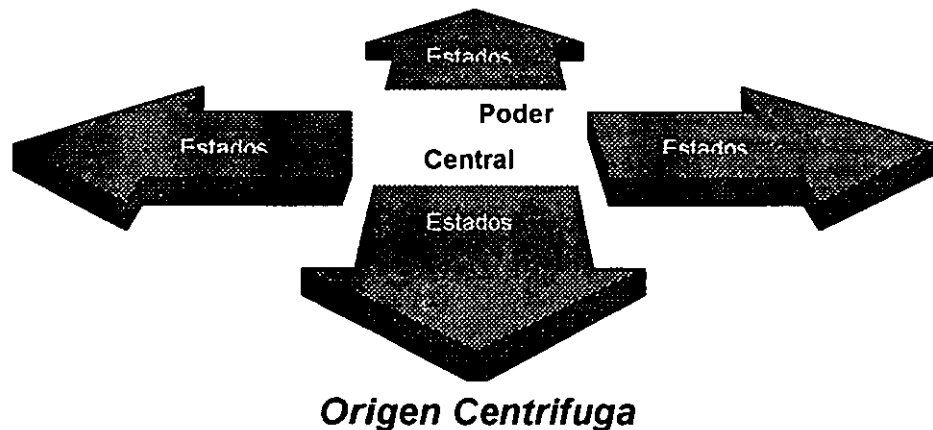 Estados
Poder
Estados
Estados
Central
Estados
Origen Centrifuga